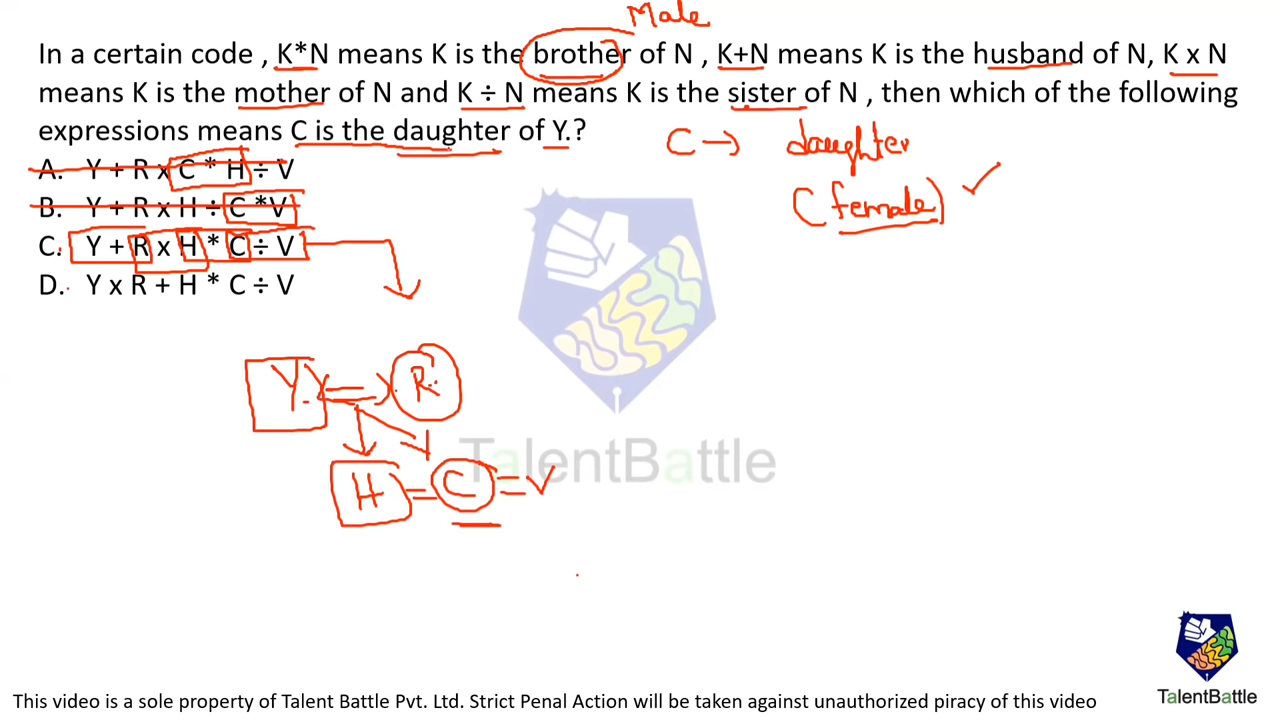 Male
In a certain code , K*N means K is the brother of N , K+N means K is the husband of N, K x N
means K is the mother of N and K ÷ N means K is the sister of N , then which of the following
expressions means C is the daughter of Y.?
C → daughter
(female) ✓
A. Y + R x C * H ÷ V
B. Y + R x H ÷ C *V
C. Y + R x H * C ÷ V
D. Y x R + H * C ÷ V
Y = R
H = C = V
TalentBattle
TalentBattle
This video is a sole property of Talent Battle Pvt. Ltd. Strict Penal Action will be taken against unauthorized piracy of this video